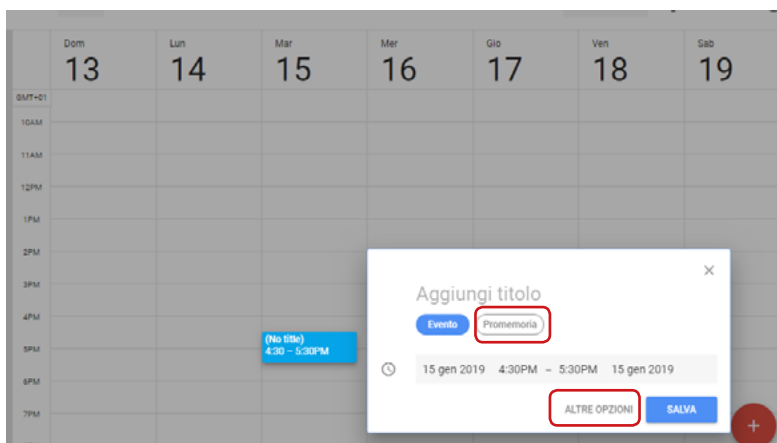 Dom Lun Mar Mer Gio Ven Sab
13 14 15 16 17 18 19
GMT+01
10AM
11AM
12PM
1PM
2PM
3PM
4PM
5PM
6PM
7PM
(No title)
4:30 – 5:30PM
×
Aggiungi titolo
Evento Promemoria
15 gen 2019 4:30PM – 5:30PM 15 gen 2019
ALTRE OPZIONI SALVA
+